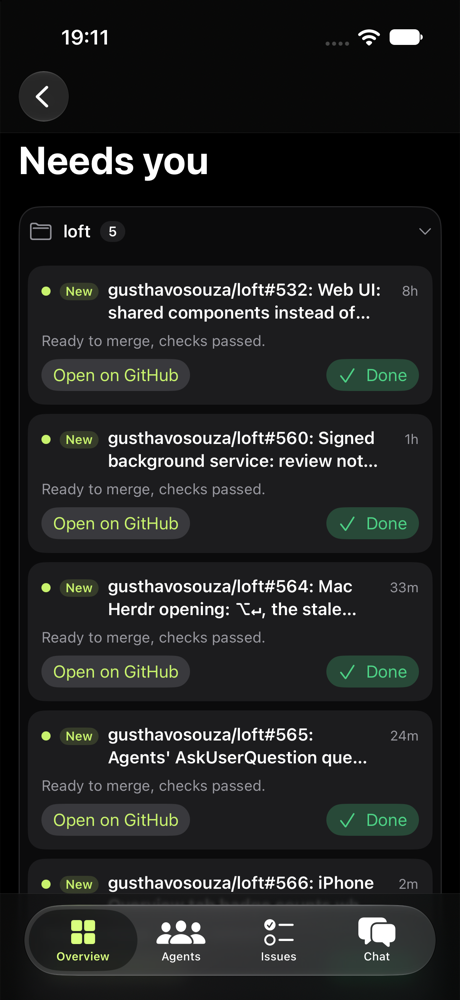 19:11
Needs you
loft 5
New gusthavosouza/loft#532: Web UI: 8h
shared components instead of...
Ready to merge, checks passed.
Open on GitHub Done
New gusthavosouza/loft#560: Signed 1h
background service: review not...
Ready to merge, checks passed.
Open on GitHub Done
New gusthavosouza/loft#564: Mac 33m
Herdr opening: ⌥↵, the stale...
Ready to merge, checks passed.
Open on GitHub Done
New gusthavosouza/loft#565: 24m
Agents' AskUserQuestion que...
Ready to merge, checks passed.
Open on GitHub Done
New gusthavosouza/loft#566: iPhone 2m
Overview Agents Issues Chat